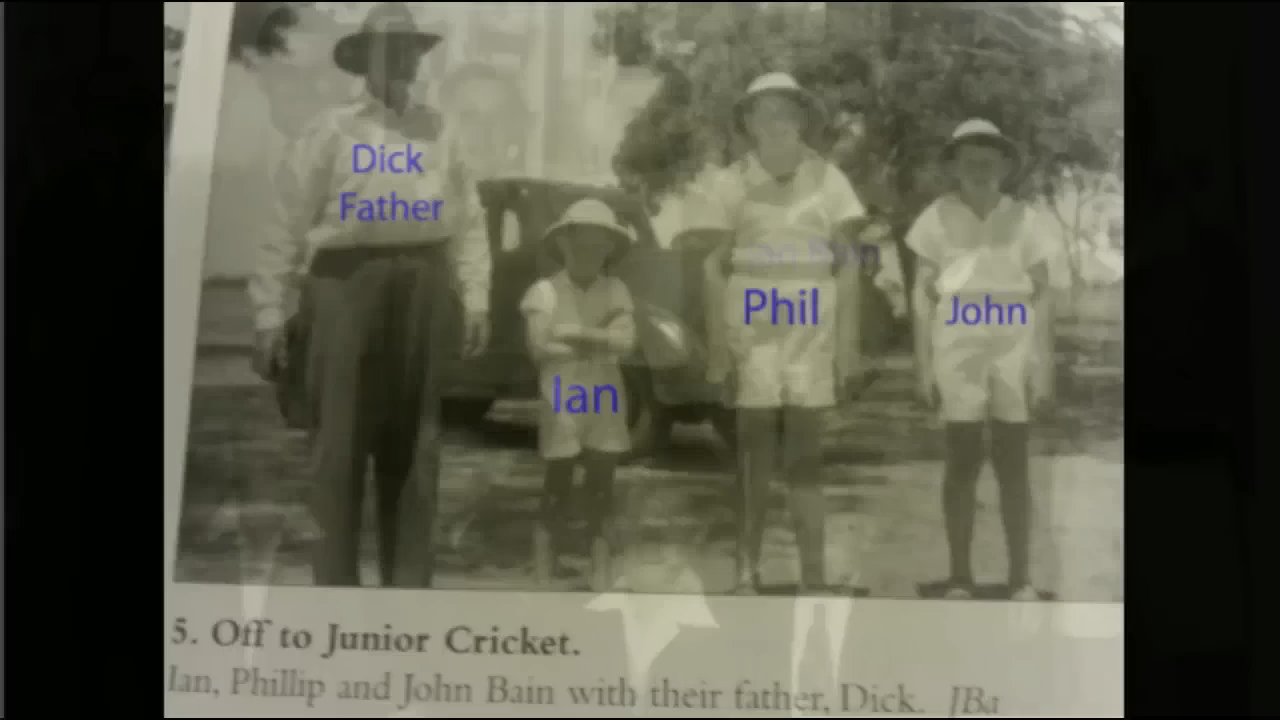 Dick
Father
Ian
Phil
John
5. Off to Junior Cricket.
Ian, Phillip and John Bain with their father, Dick. JBa